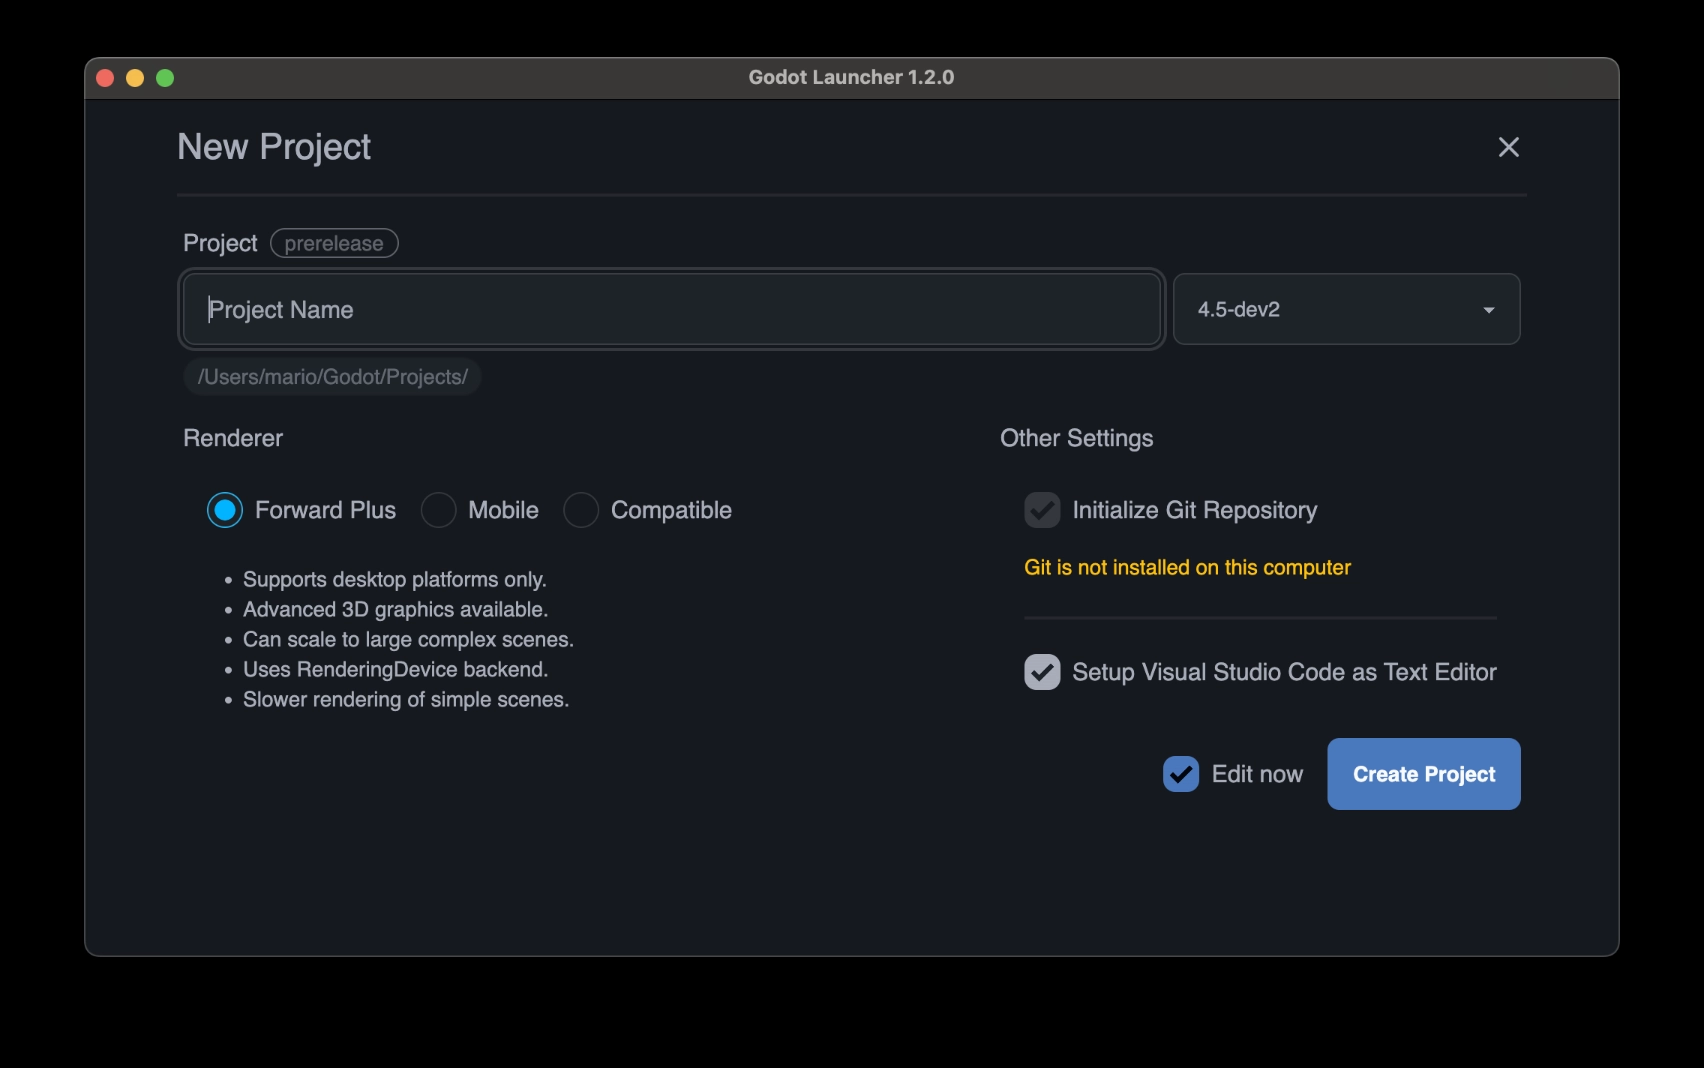 Godot Launcher 1.2.0
New Project
Project prerelease
Project Name 4.5-dev2
/Users/mario/Godot/Projects/
Renderer
Forward Plus Mobile Compatible
• Supports desktop platforms only.
• Advanced 3D graphics available.
• Can scale to large complex scenes.
• Uses RenderingDevice backend.
• Slower rendering of simple scenes.
Other Settings
Initialize Git Repository
Git is not installed on this computer
Setup Visual Studio Code as Text Editor
Edit now Create Project